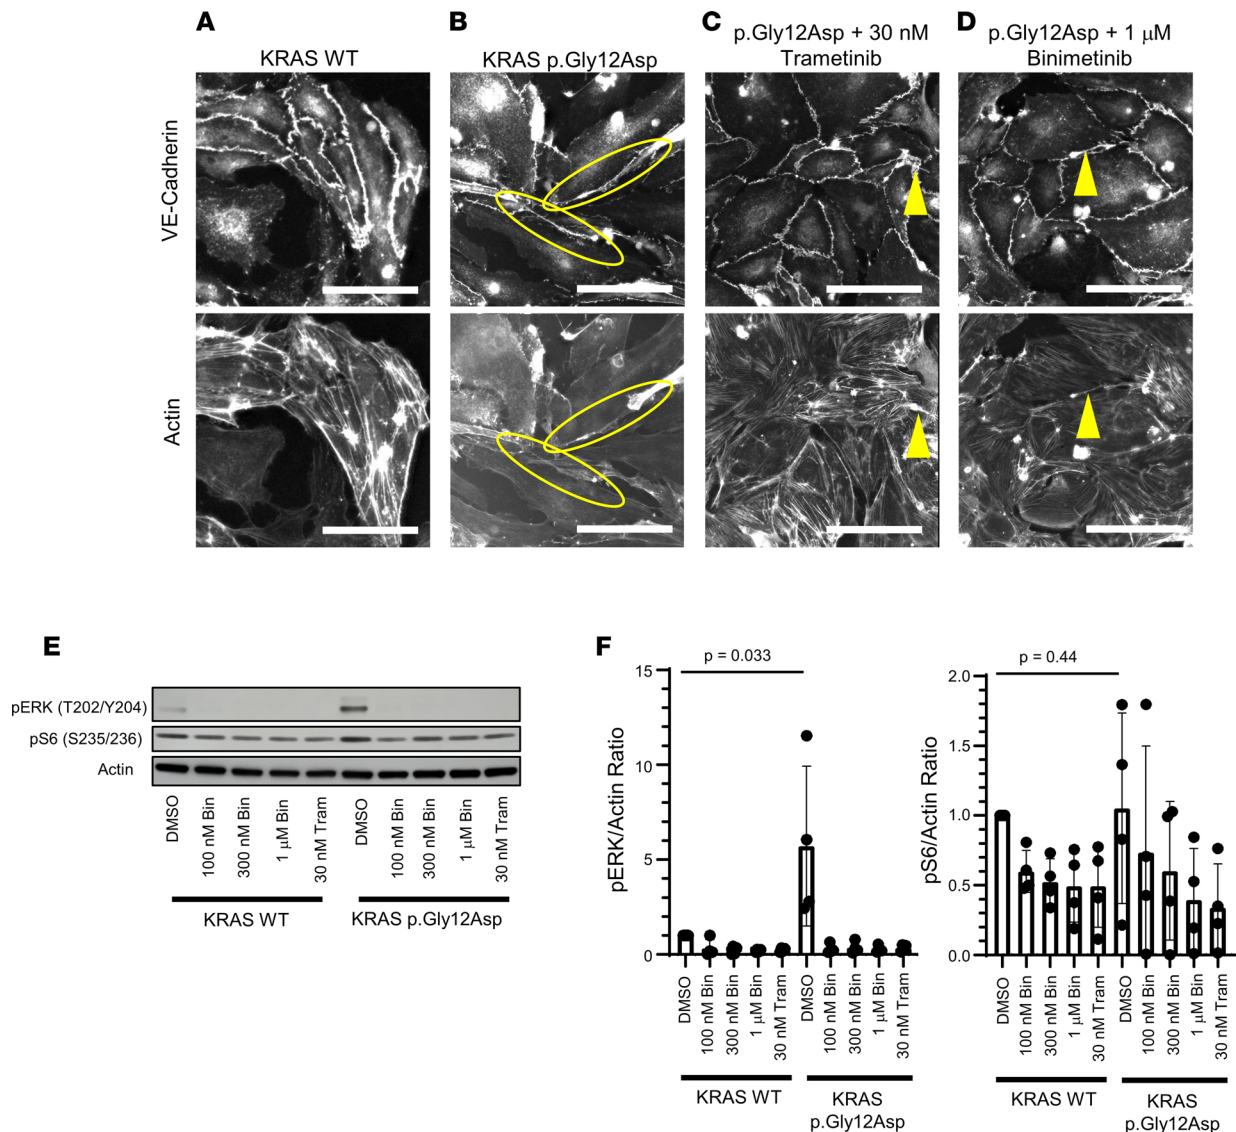 A
KRAS WT
B
KRAS p.Gly12Asp
C
p.Gly12Asp + 30 nM
Trametinib
D
p.Gly12Asp + 1 μM
Binimetinib
VE-Cadherin
Actin
E
pERK (T202/Y204)
pS6 (S235/236)
Actin
DMSO
100 nM Bin
300 nM Bin
1 μM Bin
30 nM Tram
DMSO
100 nM Bin
300 nM Bin
1 μM Bin
30 nM Tram
KRAS WT
KRAS p.Gly12Asp
F
p = 0.033
pERK/Actin Ratio
15
10
5
0
DMSO
100 nM Bin
300 nM Bin
1 μM Bin
30 nM Tram
DMSO
100 nM Bin
300 nM Bin
1 μM Bin
30 nM Tram
KRAS WT
KRAS
p.Gly12Asp
p = 0.44
pS6/Actin Ratio
2.0
1.5
1.0
0.5
0.0
DMSO
100 nM Bin
300 nM Bin
1 μM Bin
30 nM Tram
DMSO
100 nM Bin
300 nM Bin
1 μM Bin
30 nM Tram
KRAS WT
KRAS
p.Gly12Asp